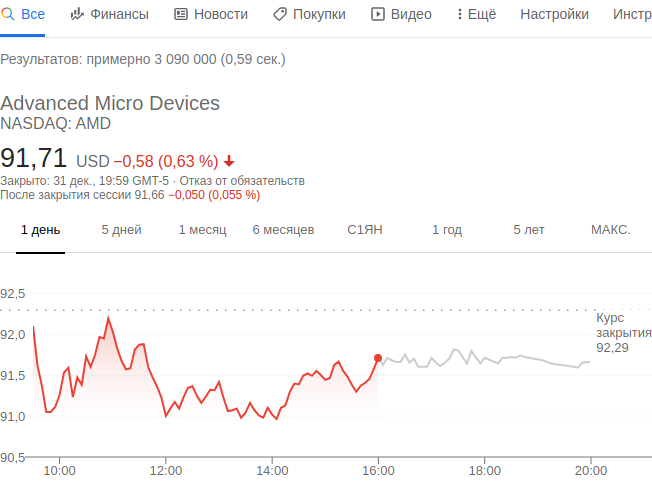 Все Финансы Новости Покупки Видео Ещё Настройки Инстр
Результатов: примерно 3 090 000 (0,59 сек.)
Advanced Micro Devices
NASDAQ: AMD
91,71 USD −0,58 (0,63 %)
Закрыто: 31 дек., 19:59 GMT-5 · Отказ от обязательств
После закрытия сессии 91,66 −0,050 (0,055 %)
1 день 5 дней 1 месяц 6 месяцев С1ЯН 1 год 5 лет МАКС.
92,5
Курс
закрытия
92,29
92,0
91,5
91,0
90,5
10:00 12:00 14:00 16:00 18:00 20:00